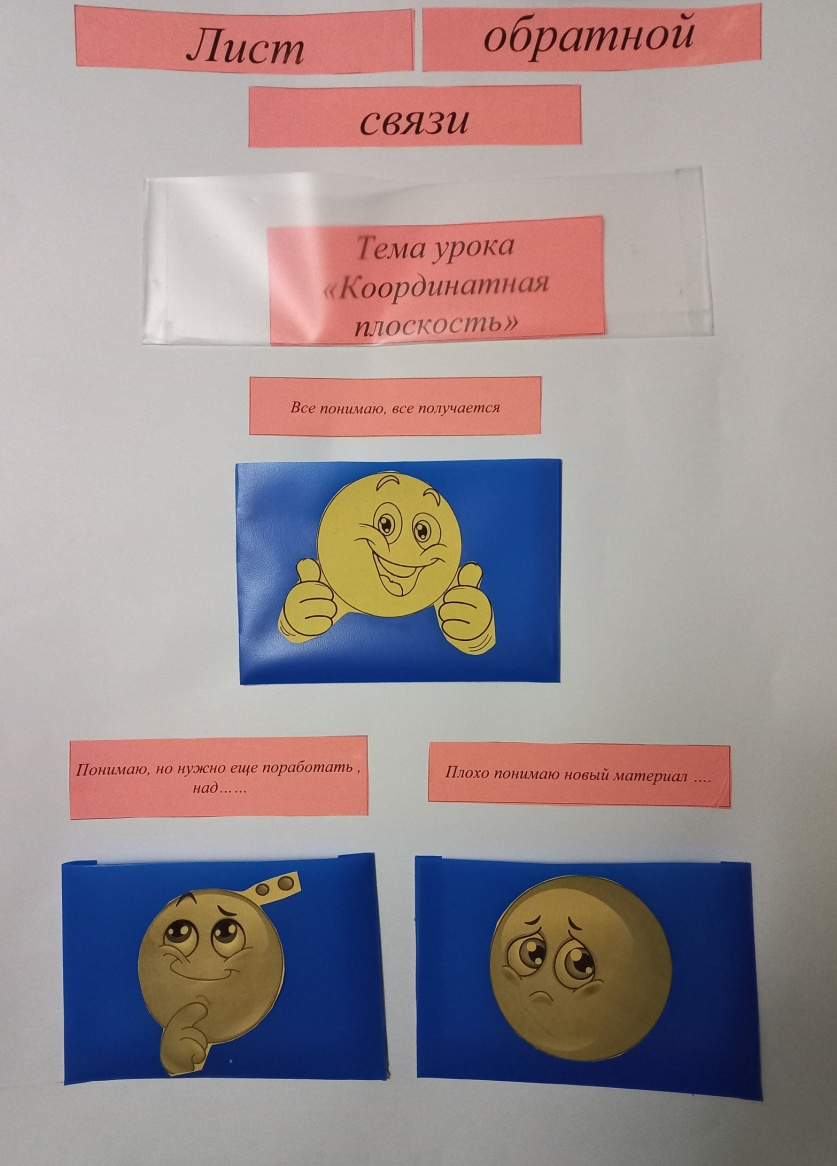 Лист обратной
связи
Тема урока
«Координатная
плоскость»
Все понимаю, все получается
Понимаю, но нужно еще поработать ,
над……
Плохо понимаю новый материал ….